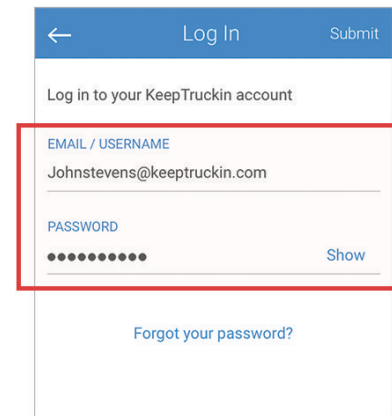 Log In Submit
Log in to your KeepTruckin account
EMAIL / USERNAME
Johnstevens@keeptruckin.com
PASSWORD
●●●●●●●●●● Show
Forgot your password?